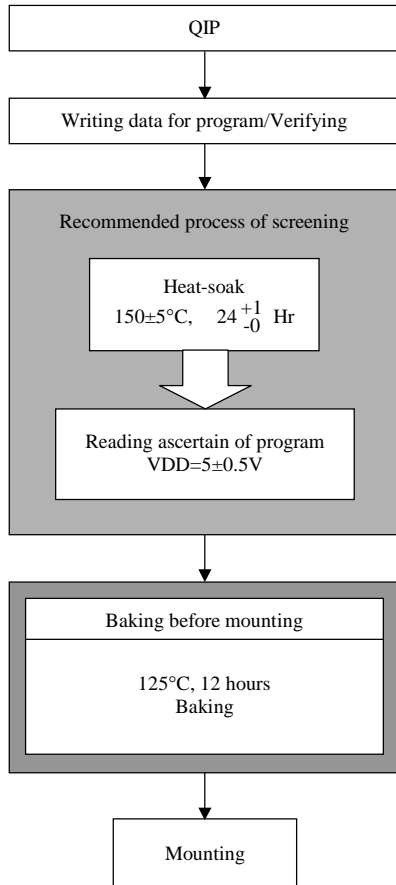 QIP
Writing data for program/Verifying
Recommended process of screening
Heat-soak
150±5°C, 24 +1 -0 Hr
Reading ascertain of program
VDD=5±0.5V
Baking before mounting
125°C, 12 hours
Baking
Mounting